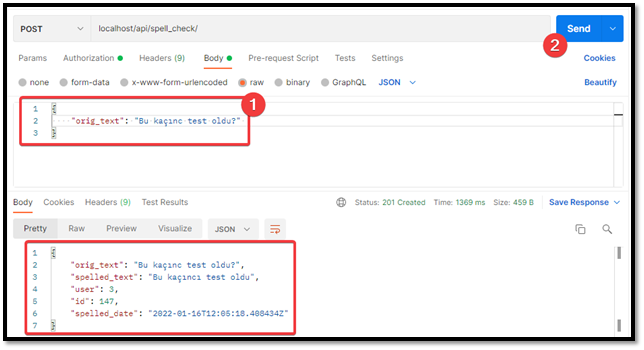 POST localhost/api/spell_check/ Send
2
Params Authorization Headers (9) Body Pre-request Script Tests Settings Cookies
none form-data x-www-form-urlencoded raw binary GraphQL JSON Beautify
1
1 {
2 "orig_text": "Bu kaçınc test oldu?"
3 }
Body Cookies Headers (9) Test Results Status: 201 Created Time: 1369 ms Size: 459 B Save Response
Pretty Raw Preview Visualize JSON
1 {
2 "orig_text": "Bu kaçınc test oldu?",
3 "spelled_text": "Bu kaçıncı test oldu",
4 "user": 3,
5 "id": 147,
6 "spelled_date": "2022-01-16T12:05:18.408434Z"
7 }